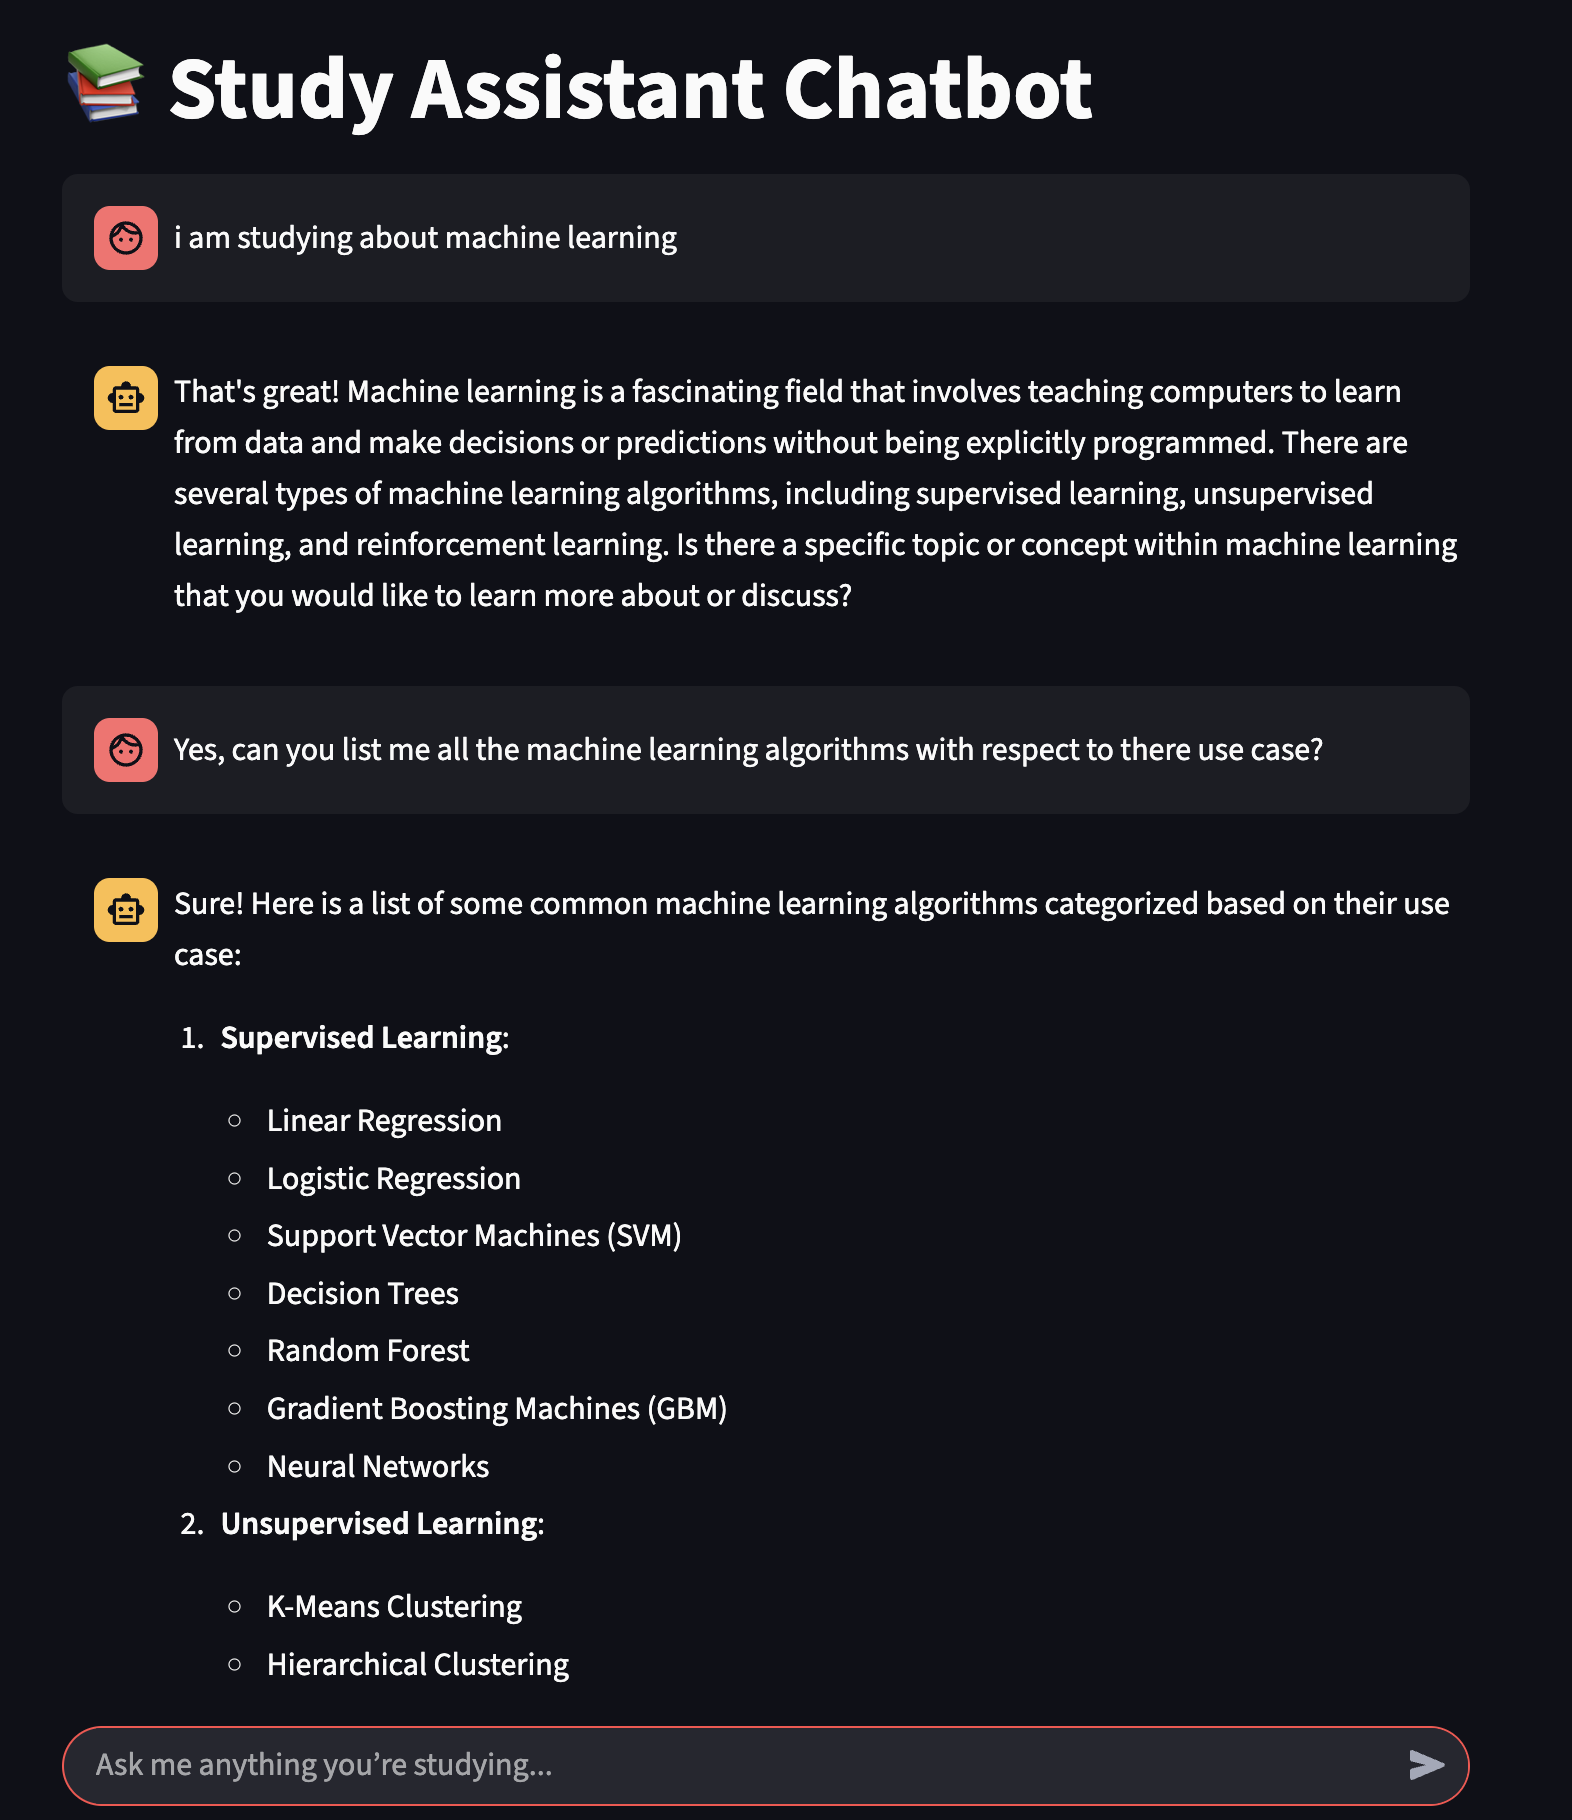 Study Assistant Chatbot
i am studying about machine learning
That's great! Machine learning is a fascinating field that involves teaching computers to learn
from data and make decisions or predictions without being explicitly programmed. There are
several types of machine learning algorithms, including supervised learning, unsupervised
learning, and reinforcement learning. Is there a specific topic or concept within machine learning
that you would like to learn more about or discuss?
Yes, can you list me all the machine learning algorithms with respect to there use case?
Sure! Here is a list of some common machine learning algorithms categorized based on their use
case:
1. Supervised Learning:
○ Linear Regression
○ Logistic Regression
○ Support Vector Machines (SVM)
○ Decision Trees
○ Random Forest
○ Gradient Boosting Machines (GBM)
○ Neural Networks
2. Unsupervised Learning:
○ K-Means Clustering
○ Hierarchical Clustering
Ask me anything you’re studying...